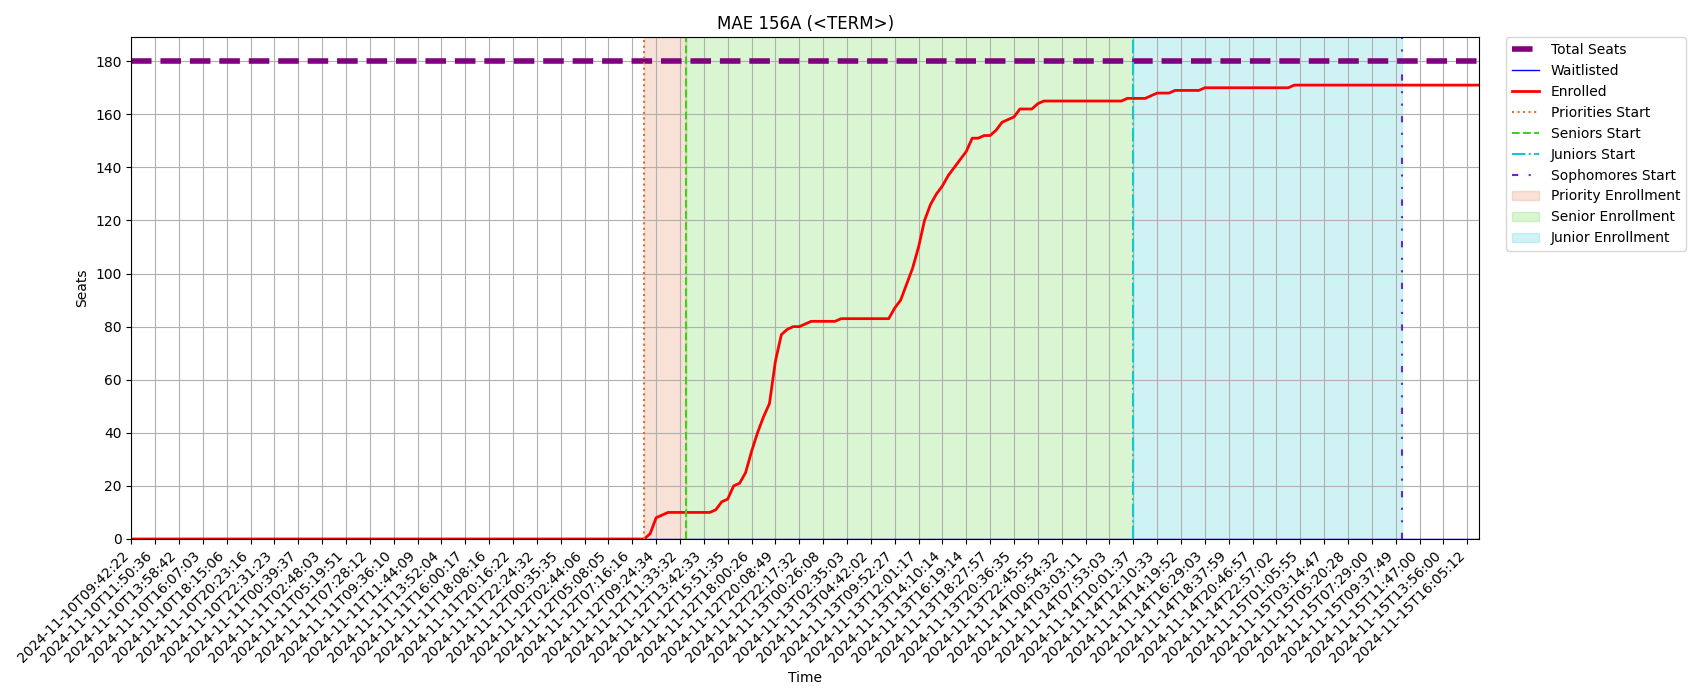 MAE 156A (<TERM>)
Total Seats
Waitlisted
Enrolled
Priorities Start
Seniors Start
Juniors Start
Sophomores Start
Priority Enrollment
Senior Enrollment
Junior Enrollment
Seats
180
160
140
120
100
80
60
40
20
0
2024-11-10T09:42:22
2024-11-10T11:50:36
2024-11-10T13:58:42
2024-11-10T16:07:03
2024-11-10T18:15:06
2024-11-10T20:23:16
2024-11-10T22:31:23
2024-11-11T00:39:37
2024-11-11T02:48:03
2024-11-11T05:19:51
2024-11-11T07:28:12
2024-11-11T09:36:10
2024-11-11T11:44:09
2024-11-11T13:52:04
2024-11-11T16:00:17
2024-11-11T18:08:16
2024-11-11T20:16:22
2024-11-11T22:24:32
2024-11-12T00:35:35
2024-11-12T02:44:06
2024-11-12T05:08:05
2024-11-12T07:16:16
2024-11-12T09:24:34
2024-11-12T11:33:32
2024-11-12T13:42:33
2024-11-12T15:51:35
2024-11-12T18:00:26
2024-11-12T20:08:49
2024-11-12T22:17:32
2024-11-13T00:26:08
2024-11-13T02:35:03
2024-11-13T04:42:02
2024-11-13T09:52:27
2024-11-13T12:01:17
2024-11-13T14:10:14
2024-11-13T16:19:14
2024-11-13T18:27:57
2024-11-13T20:36:35
2024-11-13T22:45:55
2024-11-14T00:54:32
2024-11-14T03:03:11
2024-11-14T07:53:03
2024-11-14T10:01:37
2024-11-14T12:10:33
2024-11-14T14:19:52
2024-11-14T16:29:03
2024-11-14T18:37:59
2024-11-14T20:46:57
2024-11-14T22:57:02
2024-11-15T01:05:55
2024-11-15T03:14:47
2024-11-15T05:20:28
2024-11-15T07:29:00
2024-11-15T09:37:49
2024-11-15T11:47:00
2024-11-15T13:56:00
2024-11-15T16:05:12
Time